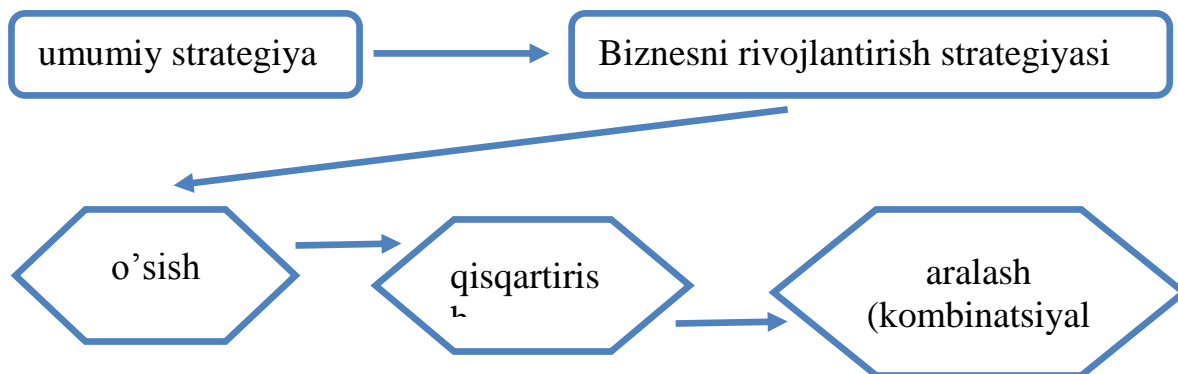 umumiy strategiya
Biznesni rivojlantirish strategiyasi
o’sish
qisqartiris
h
aralash
(kombinatsiyal